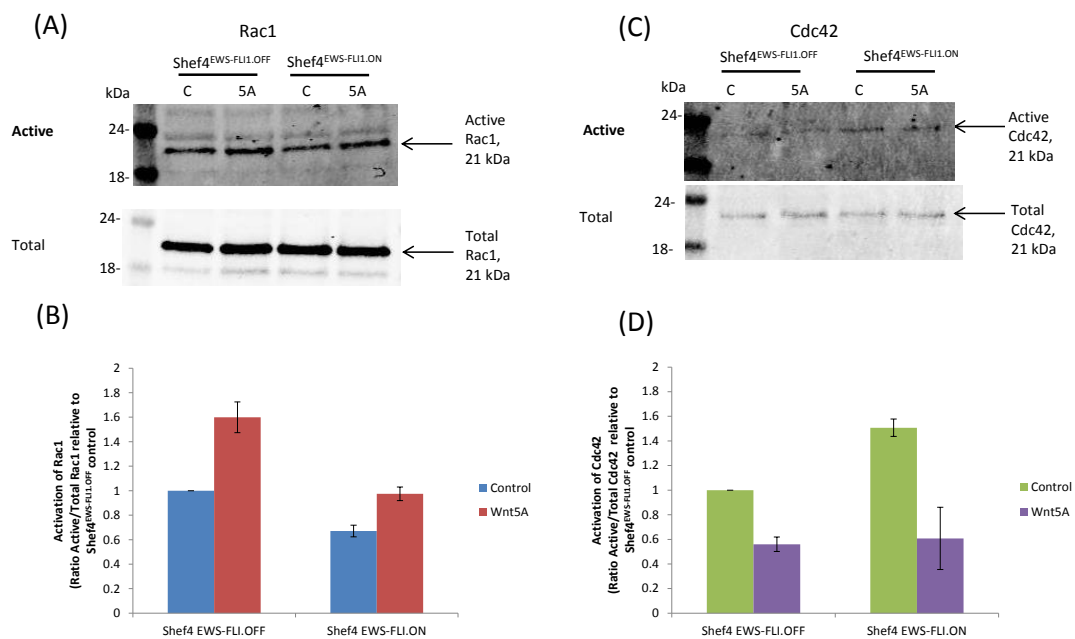 (A)
Rac1
Shef4EWS-FLI1.OFF
Shef4EWS-FLI1.ON
kDa
C
5A
C
5A
Active
24-
18-
Active
Rac1,
21 kDa
Total
24-
18-
Total
Rac1,
21 kDa
(B)
Activation of Rac1
(Ratio Active/Total Rac1 relative to
Shef4EWS-FLI1.OFF control
2
1.8
1.6
1.4
1.2
1
0.8
0.6
0.4
0.2
0
Shef4 EWS-FLI.OFF
Shef4 EWS-FLI.ON
Control
Wnt5A
(C)
Cdc42
Shef4EWS-FLI1.OFF
Shef4EWS-FLI1.ON
kDa
C
5A
C
5A
Active
24-
18-
Active
Cdc42,
21 kDa
Total
24-
18-
Total
Cdc42,
21 kDa
(D)
Activation of Cdc42
(Ratio Active/Total Cdc42 relative to
Shef4EWS-FLI1.OFF control
2
1.8
1.6
1.4
1.2
1
0.8
0.6
0.4
0.2
0
Shef4 EWS-FLI.OFF
Shef4 EWS-FLI.ON
Control
Wnt5A